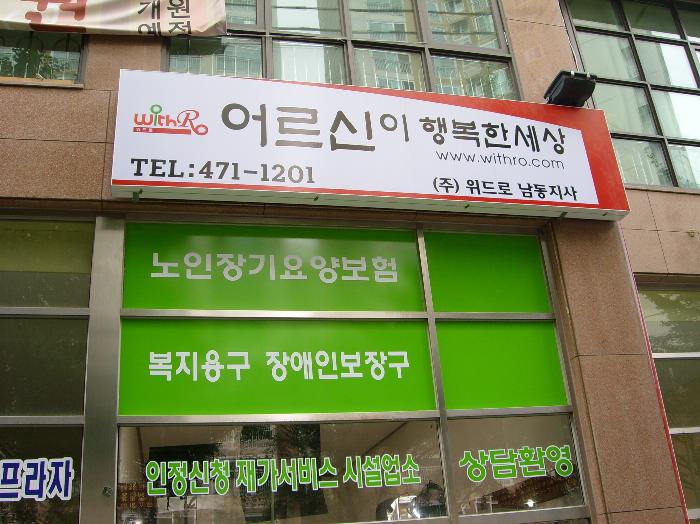 withRo 어르신이 행복한세상
위드로
www.withro.com
TEL:471-1201
(주) 위드로 남동지사
노인장기요양보험
복지용구 장애인보장구
인정신청 재가서비스 시설업소 상담환영
프라자